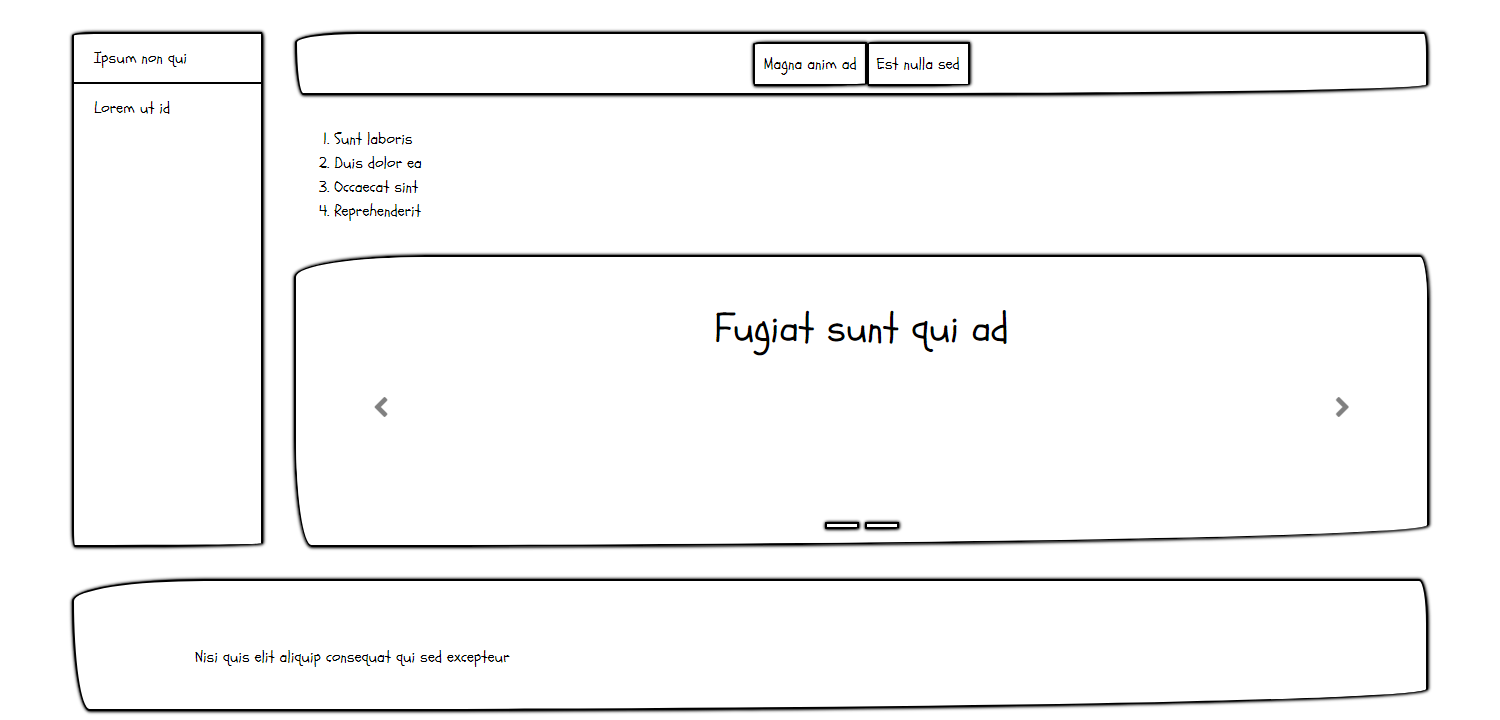 Ipsum non qui
Lorem ut id
Magna anim ad
Est nulla sed
1. Sunt laboris
2. Duis dolor ea
3. Occaecat sint
4. Reprehenderit
Fugiat sunt qui ad
Nisi quis elit aliquip consequat qui sed excepteur